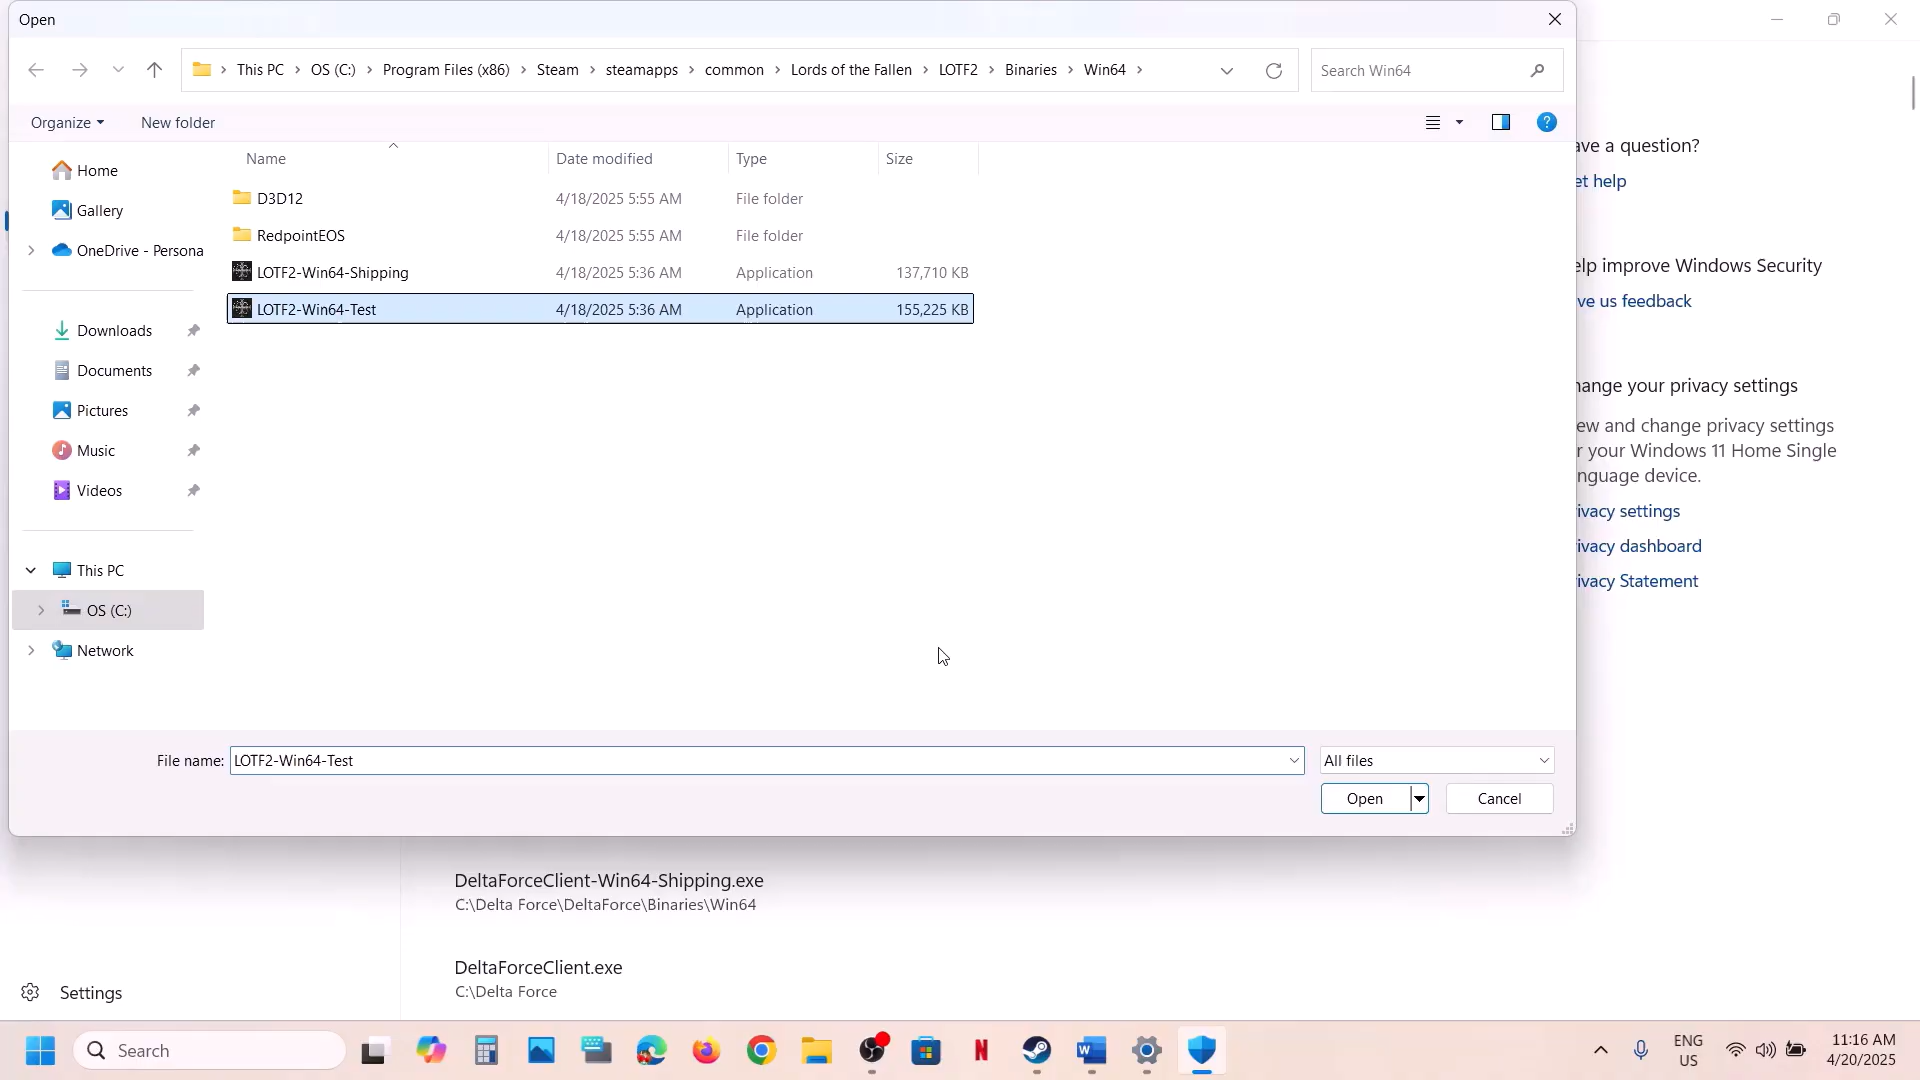 Open
This PC > OS (C:) > Program Files (x86) > Steam > steamapps > common > Lords of the Fallen > LOTF2 > Binaries > Win64 >
Search Win64
Organize
New folder
Name
Date modified
Type
Size
Home
Gallery
OneDrive - Persona
Downloads
Documents
Pictures
Music
Videos
This PC
OS (C:)
Network
D3D12 4/18/2025 5:55 AM File folder
RedpointEOS 4/18/2025 5:55 AM File folder
LOTF2-Win64-Shipping 4/18/2025 5:36 AM Application 137,710 KB
LOTF2-Win64-Test 4/18/2025 5:36 AM Application 155,225 KB
File name: LOTF2-Win64-Test
All files
Open
Cancel
ave a question?
et help
elp improve Windows Security
ve us feedback
hange your privacy settings
ew and change privacy settings
r your Windows 11 Home Single
nguage device.
ivacy settings
ivacy dashboard
ivacy Statement
DeltaForceClient-Win64-Shipping.exe
C:\Delta Force\DeltaForce\Binaries\Win64
DeltaForceClient.exe
C:\Delta Force
Settings
Search
ENG
US
11:16 AM
4/20/2025